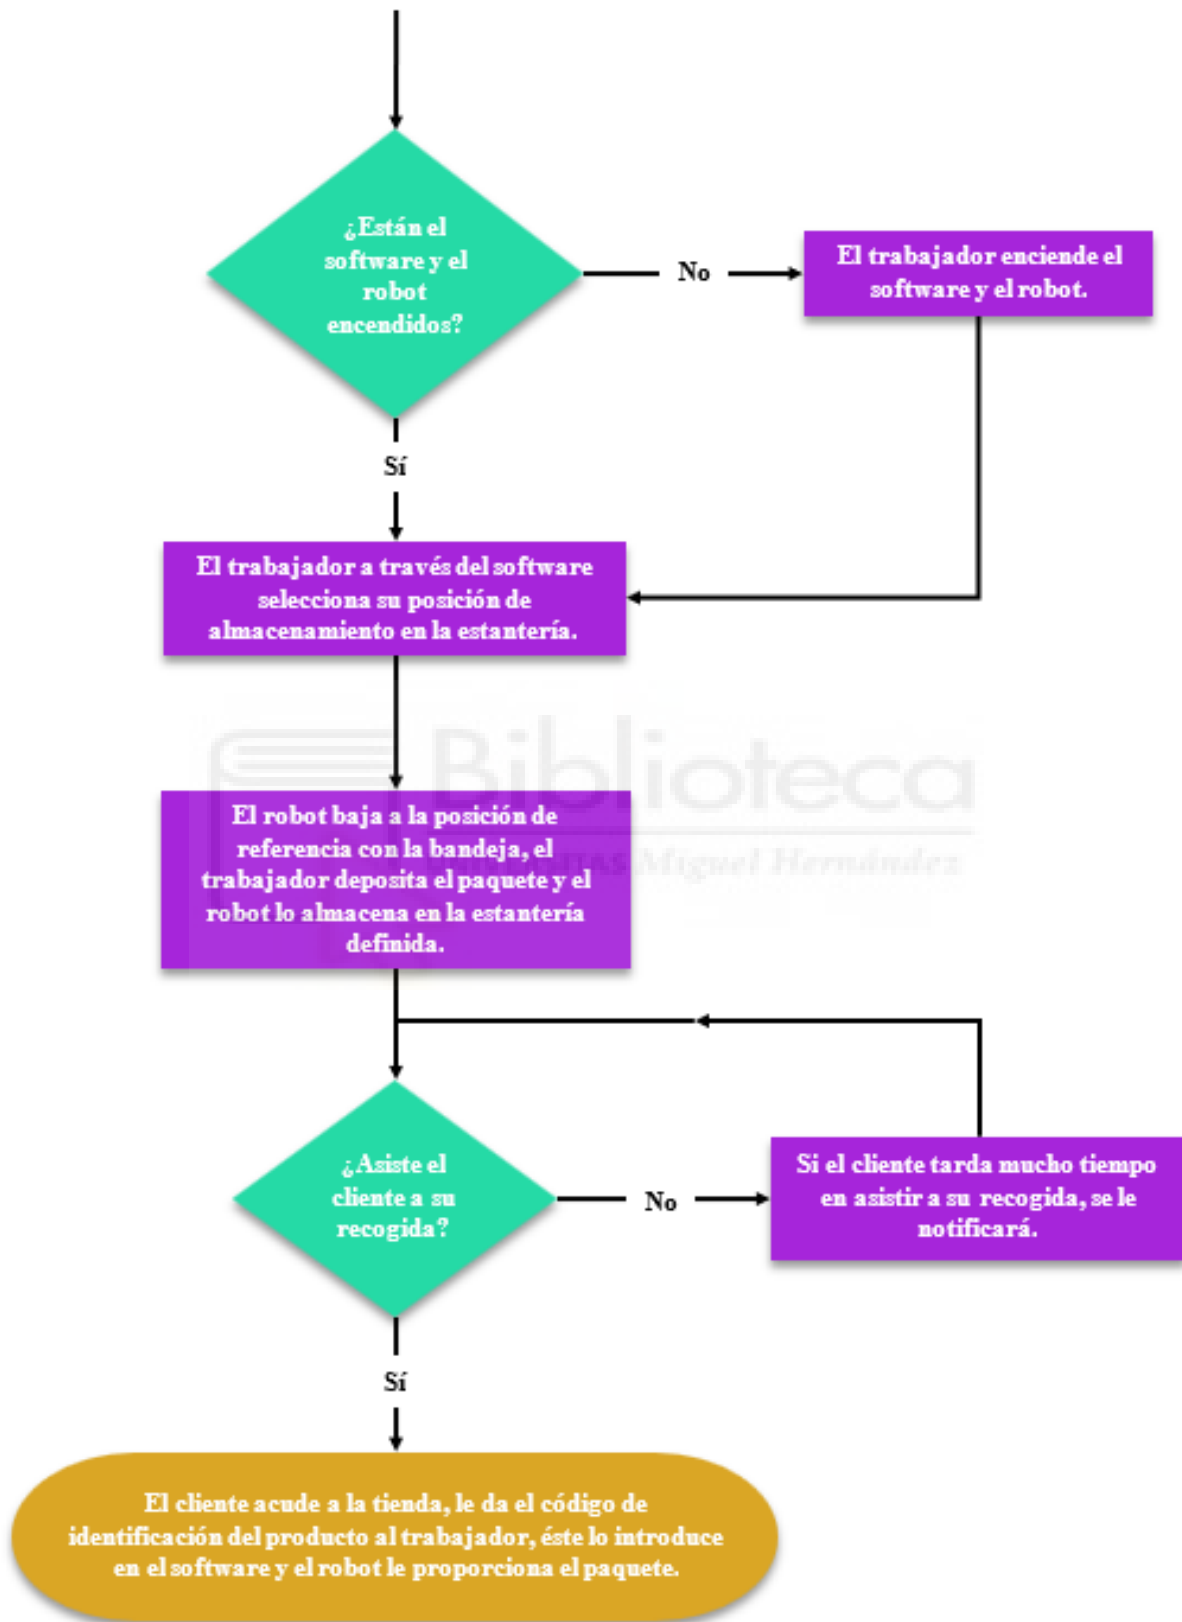 ¿Están el
software y el
robot
encendidos?
No
El trabajador enciende el
software y el robot.
Sí
El trabajador a través del software
selecciona su posición de
almacenamiento en la estantería.
Biblioteca
El robot baja a la posición de
referencia con la bandeja, el
trabajador deposita el paquete y el
robot lo almacena en la estantería
definida.
UNIVERSITAS Miguel Hernández
¿Asiste el
cliente a su
recogida?
No
Si el cliente tarda mucho tiempo
en asistir a su recogida, se le
notificará.
Sí
El cliente acude a la tienda, le da el código de
identificación del producto al trabajador, éste lo introduce
en el software y el robot le proporciona el paquete.